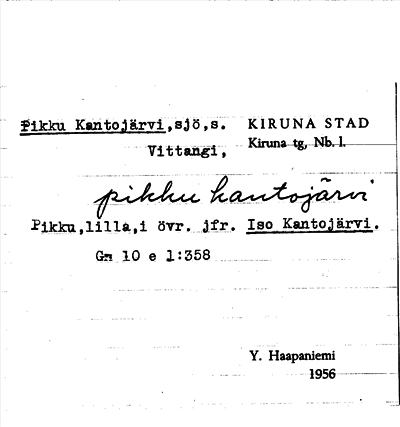 Pikku Kantojärvi,sjö,s. KIRUNA STAD
Vittangi, Kiruna tg, Nb. l.
pikku kantojärvi
Pikku,lilla,i övr. jfr. Iso Kantojärvi.
Gm 10 e 1:358
Y. Haapaniemi
1956